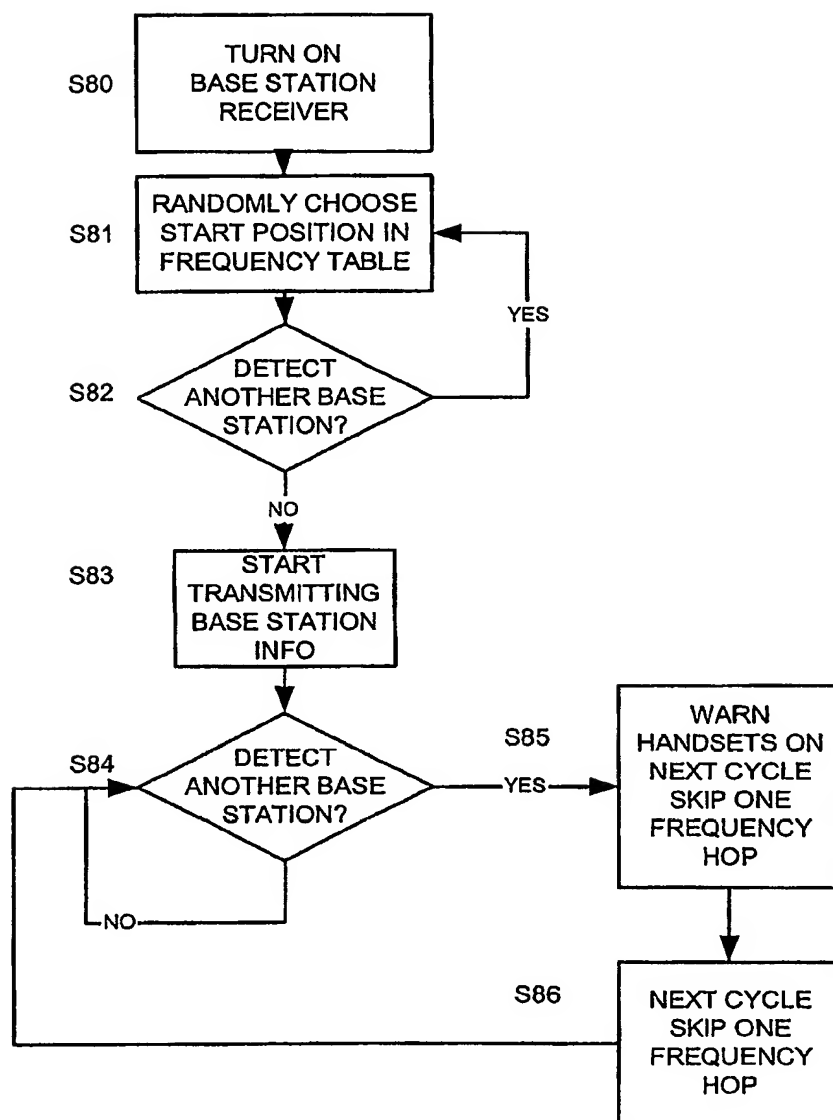 S80
TURN ON
BASE STATION
RECEIVER
S81
RANDOMLY CHOOSE
START POSITION IN
FREQUENCY TABLE
YES
S82
DETECT
ANOTHER BASE
STATION?
NO
S83
START
TRANSMITTING
BASE STATION
INFO
S84
DETECT
ANOTHER BASE
STATION?
NO
S85
YES
WARN
HANDSETS ON
NEXT CYCLE
SKIP ONE
FREQUENCY
HOP
S86
NEXT CYCLE
SKIP ONE
FREQUENCY
HOP